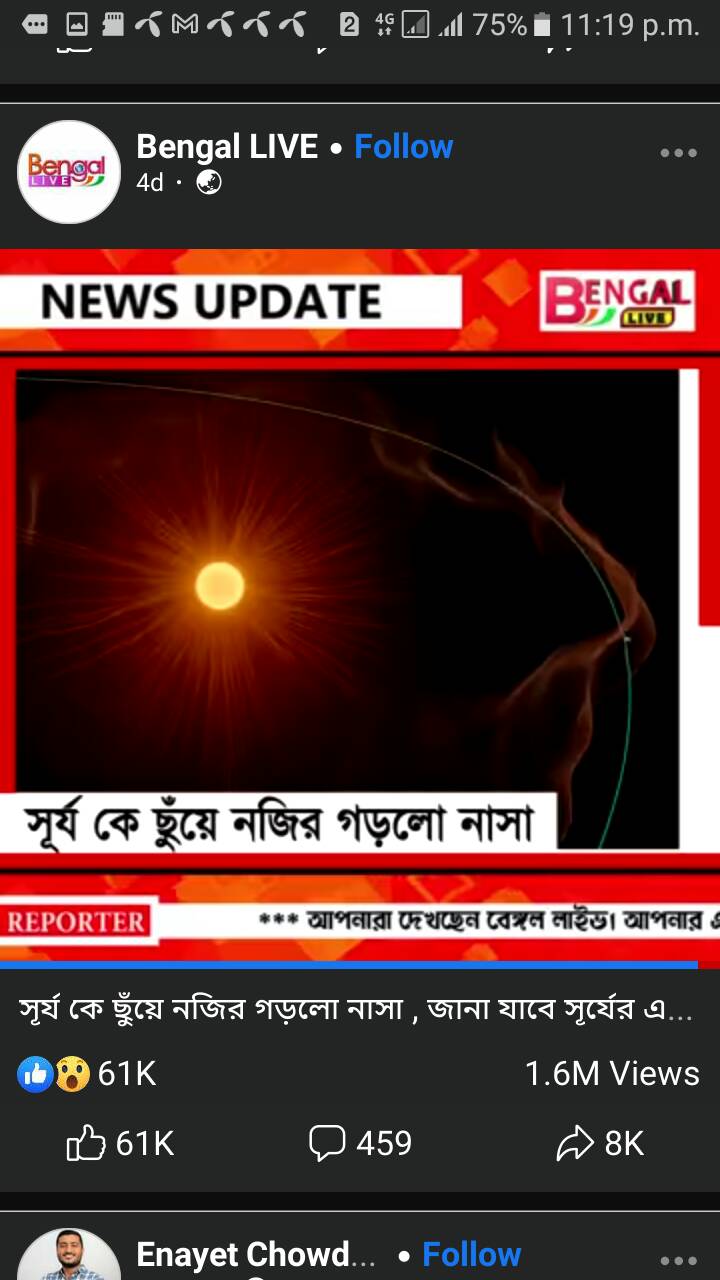 2 4G 75% 11:19 p.m.
Bengal LIVE • Follow
4d ·
Bengal
LIVE
NEWS UPDATE
BENGAL
LIVE
সূর্য কে ছুঁয়ে নজির গড়লো নাসা
REPORTER
*** আপনারা দেখছেন বেঙ্গল লাইভ। আপনার
সূর্য কে ছুঁয়ে নজির গড়লো নাসা , জানা যাবে সূর্যের এ...
61K 1.6M Views
61K 459 8K
Enayet Chowd... • Follow